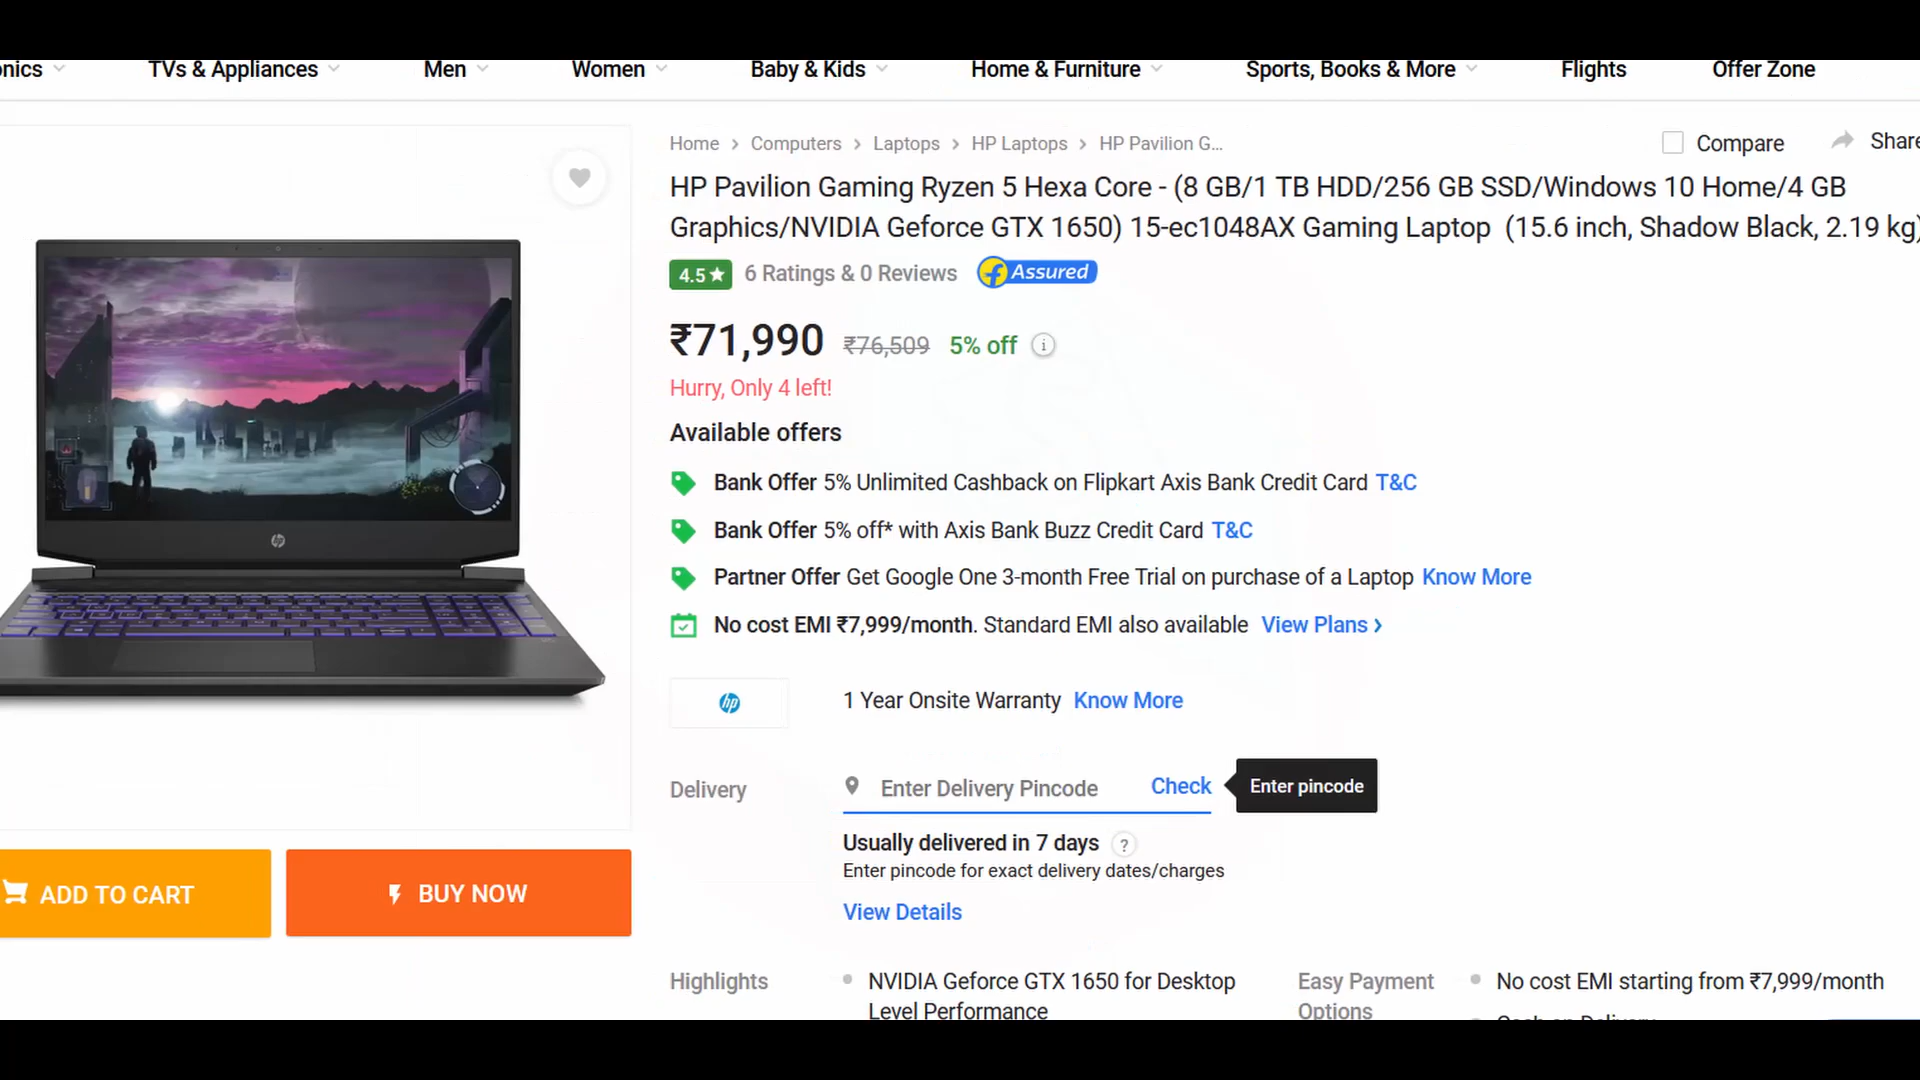 onics TVs & Appliances Men Women Baby & Kids Home & Furniture Sports, Books & More Flights Offer Zone
Home › Computers › Laptops › HP Laptops › HP Pavilion G...
Compare Share
HP Pavilion Gaming Ryzen 5 Hexa Core - (8 GB/1 TB HDD/256 GB SSD/Windows 10 Home/4 GB
Graphics/NVIDIA Geforce GTX 1650) 15-ec1048AX Gaming Laptop (15.6 inch, Shadow Black, 2.19 kg)
4.5★ 6 Ratings & 0 Reviews f Assured
₹71,990 ₹76,509 5% off i
Hurry, Only 4 left!
Available offers
Bank Offer 5% Unlimited Cashback on Flipkart Axis Bank Credit Card T&C
Bank Offer 5% off* with Axis Bank Buzz Credit Card T&C
Partner Offer Get Google One 3-month Free Trial on purchase of a Laptop Know More
No cost EMI ₹7,999/month. Standard EMI also available View Plans ›
hp
hp 1 Year Onsite Warranty Know More
Delivery Enter Delivery Pincode Check Enter pincode
Usually delivered in 7 days ?
Enter pincode for exact delivery dates/charges
View Details
ADD TO CART BUY NOW
Highlights
NVIDIA Geforce GTX 1650 for Desktop
Level Performance
Easy Payment
Options
No cost EMI starting from ₹7,999/month
Cash on Delivery